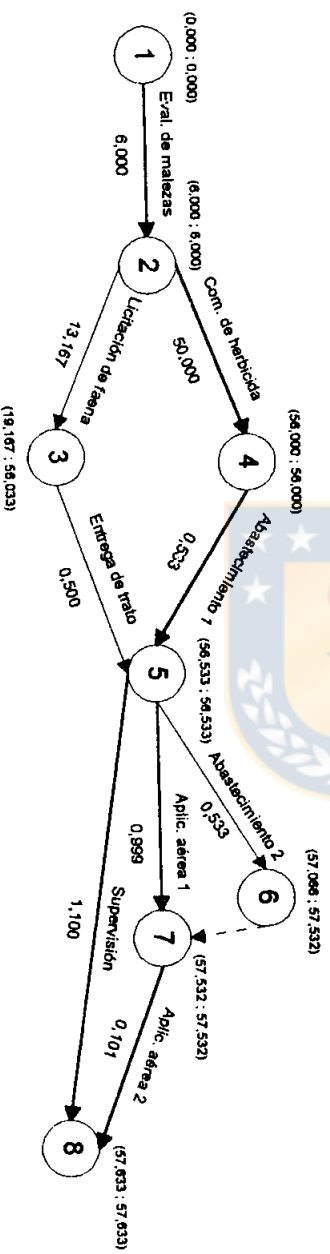 (0,000 ; 0,000)
1
Eval. de malezas
6,000
(6,000 ; 6,000)
2
Com. de herbicida
50,000
Licitación de faena
13,167
(56,000 ; 56,000)
4
3
(19,167 ; 56,033)
Abastecimiento 1
0,533
Entrega de trato
0,500
(56,533 ; 56,533)
5
Abastecimiento 2
0,533
Aplic. aérea 1
0,999
Supervisión
1,100
(57,066 ; 57,532)
6
(57,532 ; 57,532)
7
Aplic. aérea 2
0,101
8
(57,633 ; 57,633)